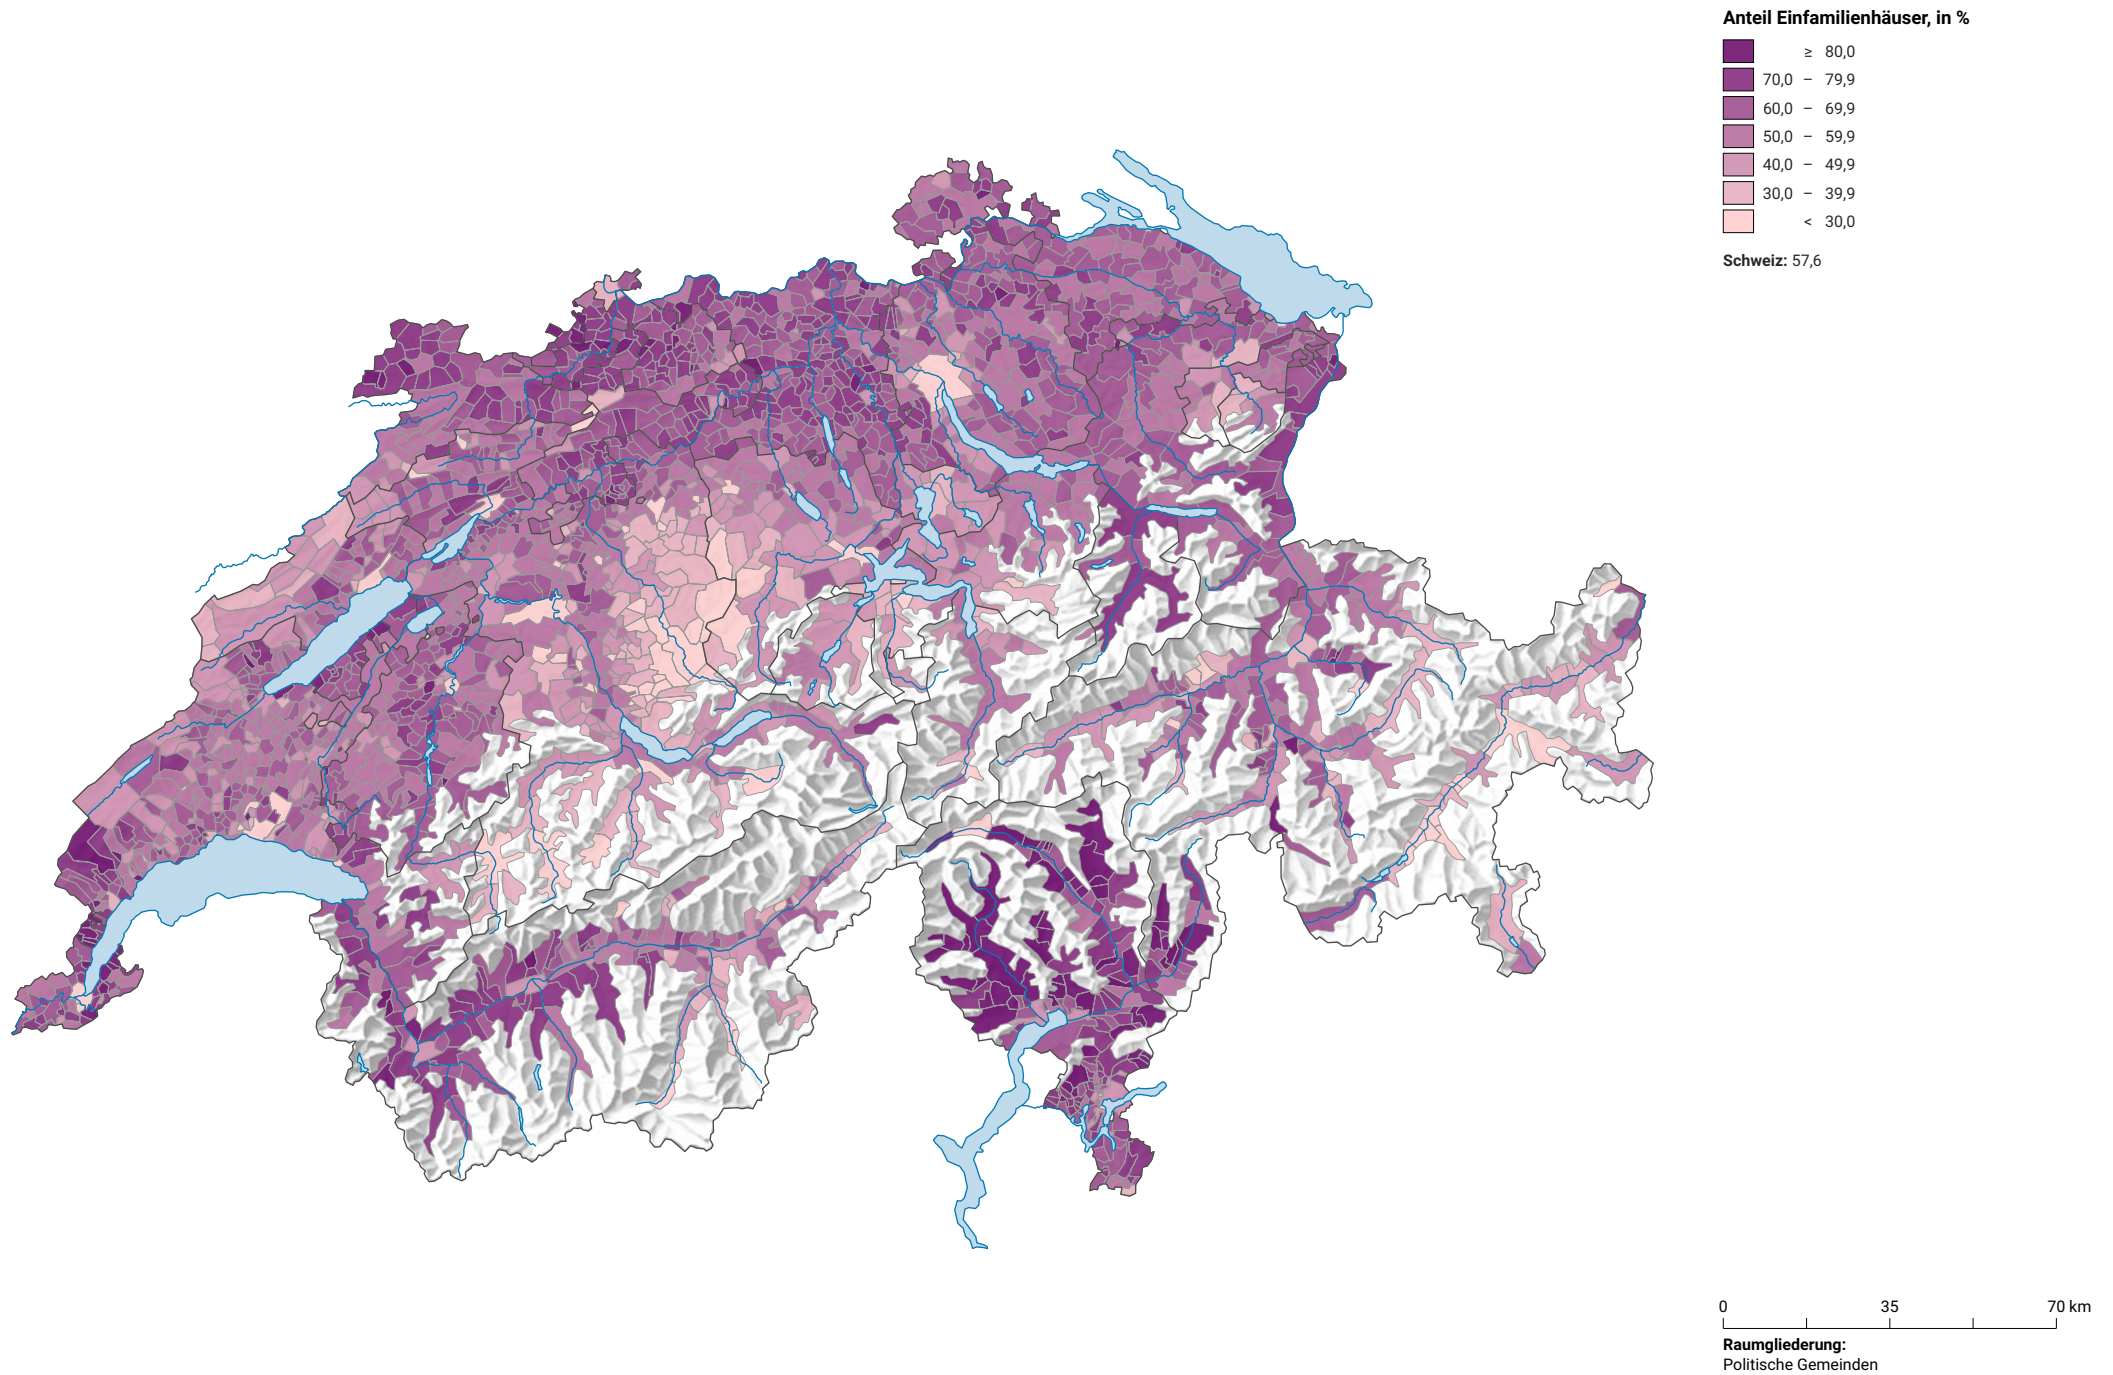 Anteil Einfamilienhäuser, in %
≥ 80,0
70,0 – 79,9
60,0 – 69,9
50,0 – 59,9
40,0 – 49,9
30,0 – 39,9
< 30,0
Schweiz: 57,6
0 35 70 km
Raumgliederung:
Politische Gemeinden